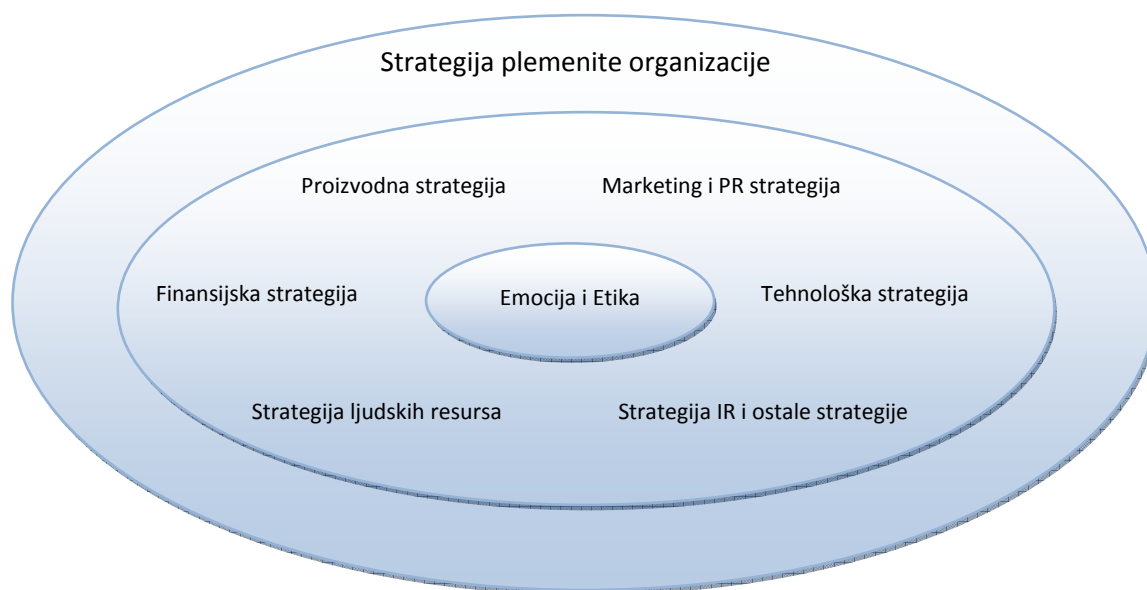 Strategija plemenite organizacije
Proizvodna strategija
Marketing i PR strategija
Finansijska strategija
Emocija i Etika
Tehnološka strategija
Strategija ljudskih resursa
Strategija IR i ostale strategije